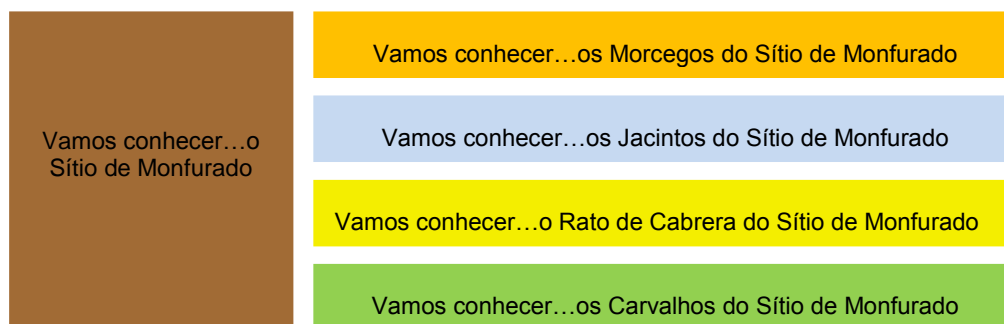 Vamos conhecer…o
Sítio de Monfurado
Vamos conhecer…os Morcegos do Sítio de Monfurado
Vamos conhecer…os Jacintos do Sítio de Monfurado
Vamos conhecer…o Rato de Cabrera do Sítio de Monfurado
Vamos conhecer…os Carvalhos do Sítio de Monfurado